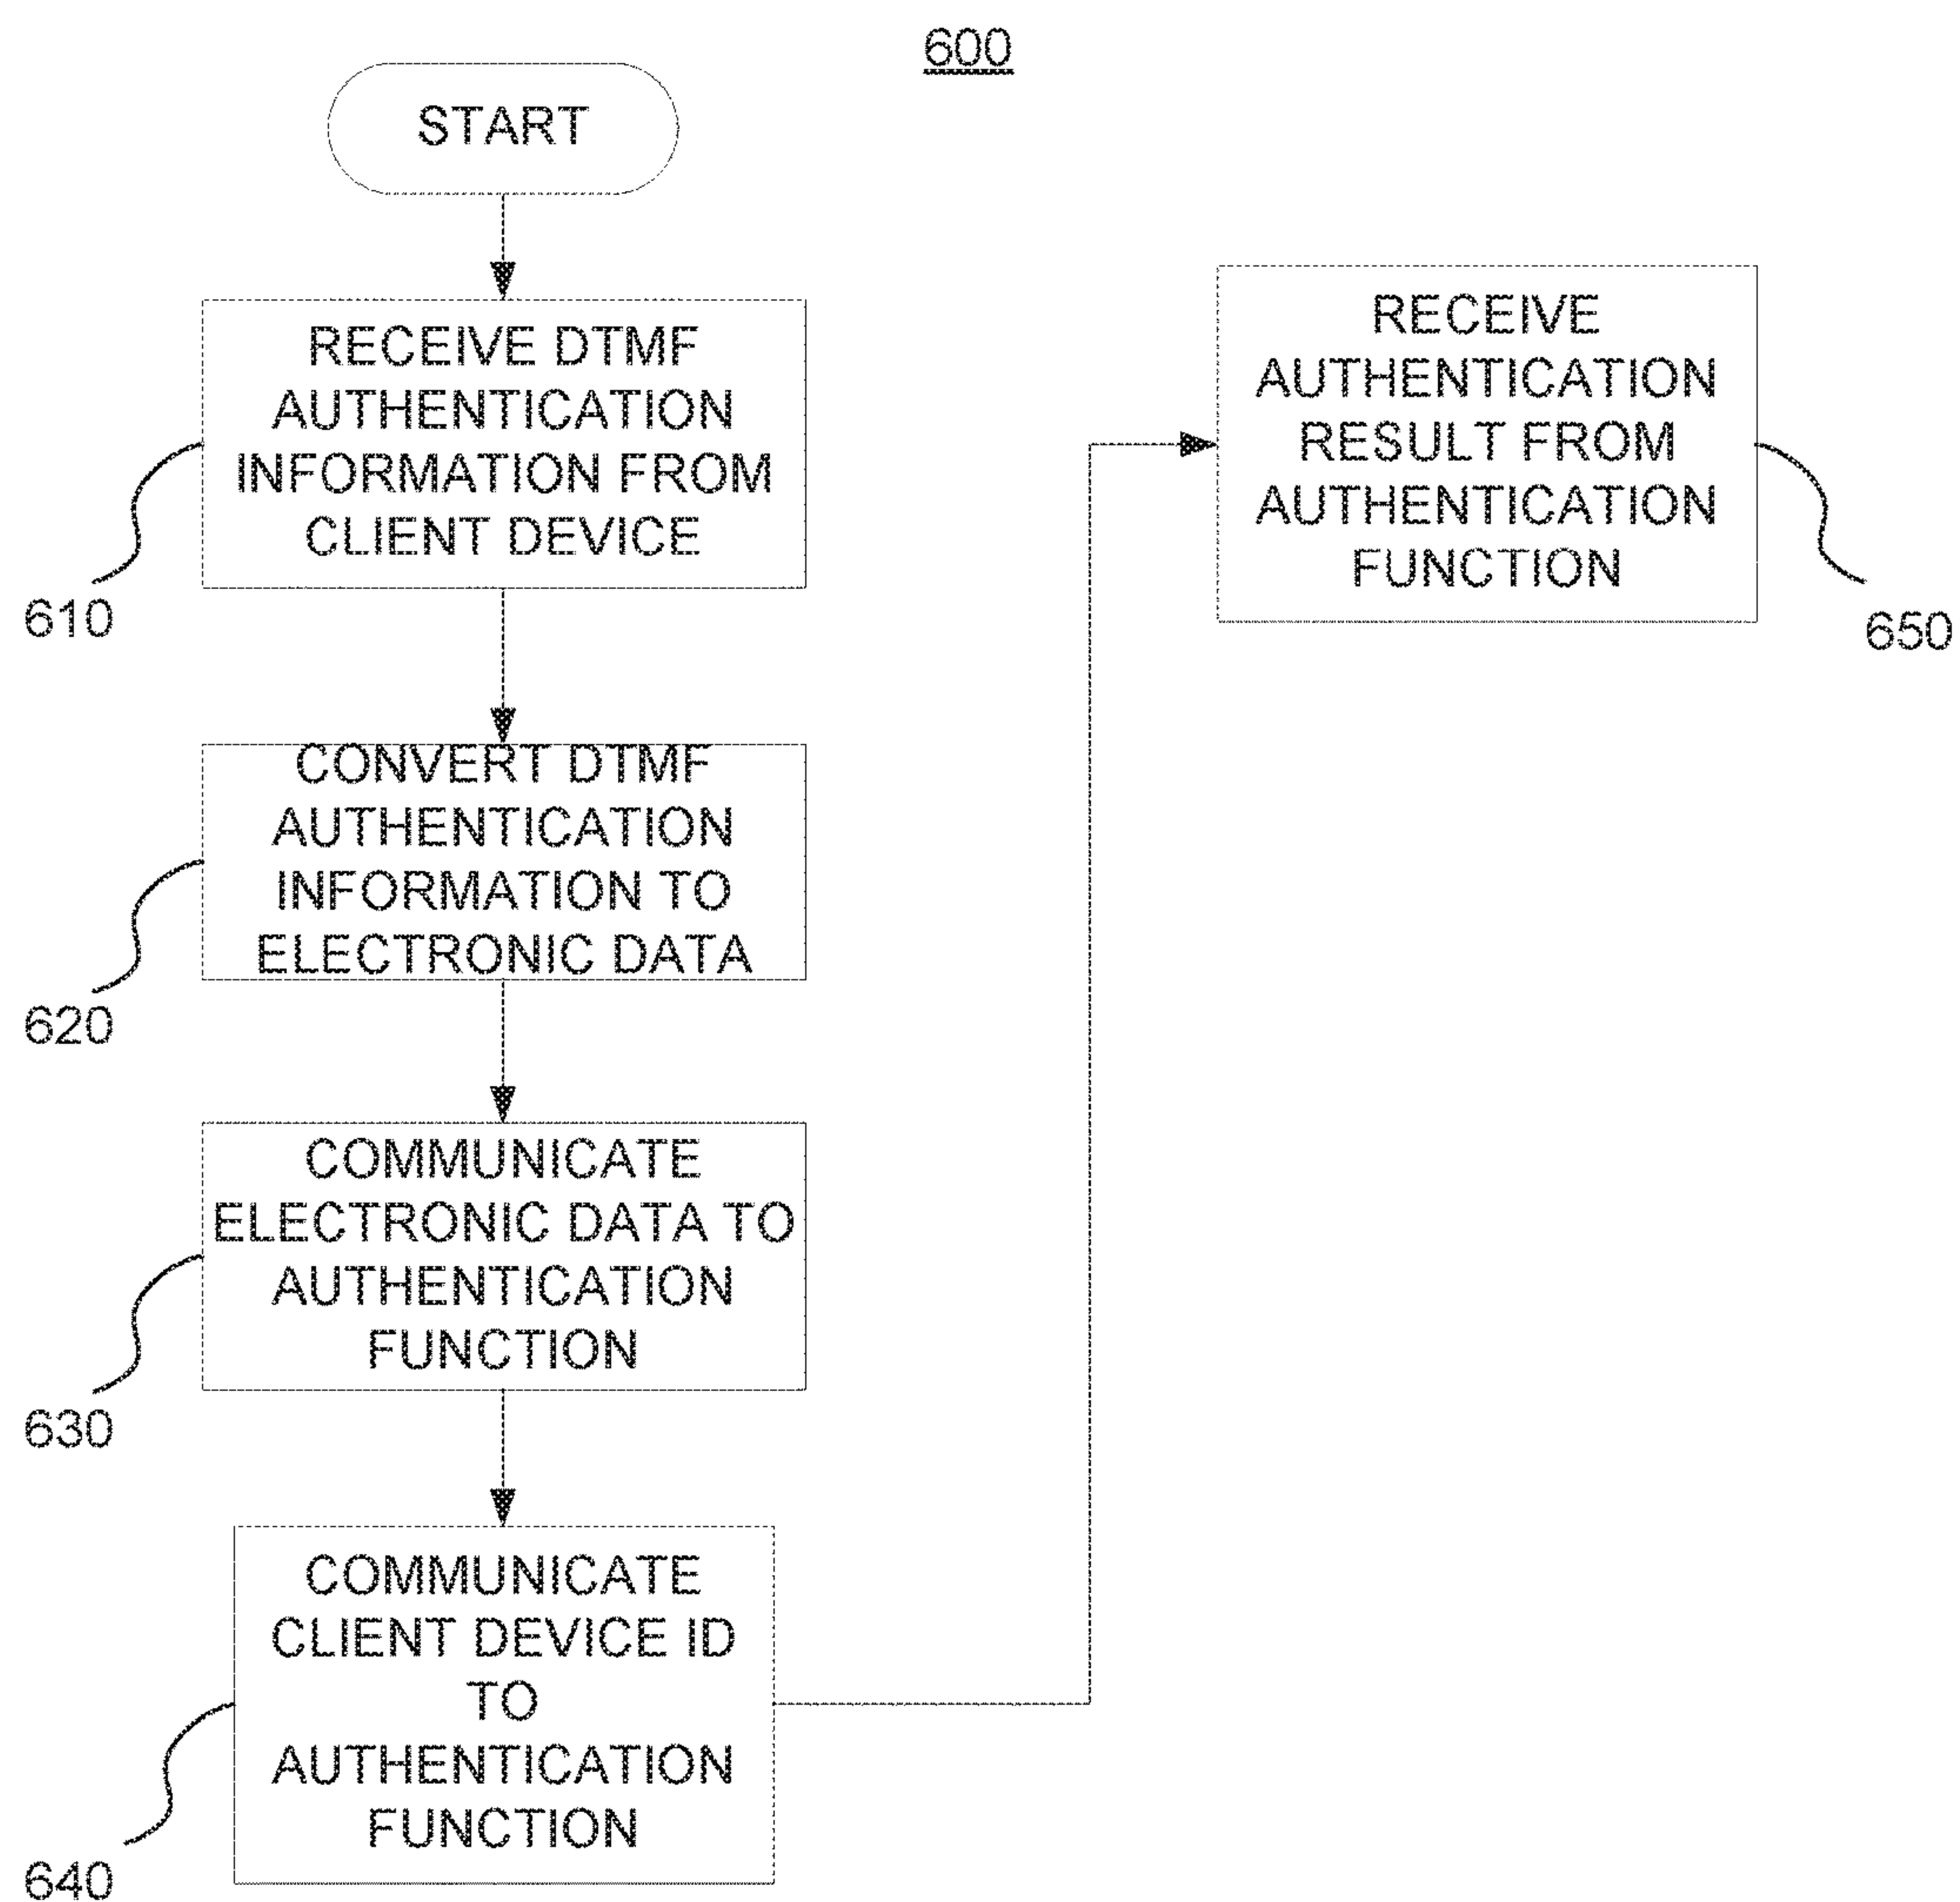 600
START
RECEIVE DTMF
AUTHENTICATION
INFORMATION FROM
CLIENT DEVICE
610
CONVERT DTMF
AUTHENTICATION
INFORMATION TO
ELECTRONIC DATA
620
COMMUNICATE
ELECTRONIC DATA TO
AUTHENTICATION
FUNCTION
630
COMMUNICATE
CLIENT DEVICE ID
TO
AUTHENTICATION
FUNCTION
640
RECEIVE
AUTHENTICATION
RESULT FROM
AUTHENTICATION
FUNCTION
650